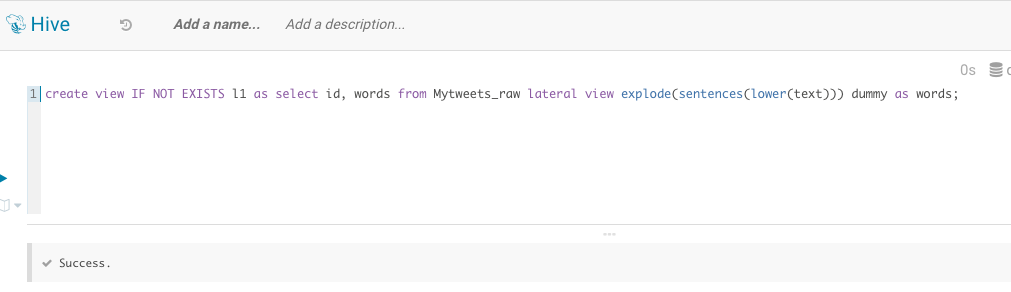 Hive Add a name... Add a description...
0s
1 create view IF NOT EXISTS l1 as select id, words from Mytweets_raw lateral view explode(sentences(lower(text))) dummy as words;
Success.